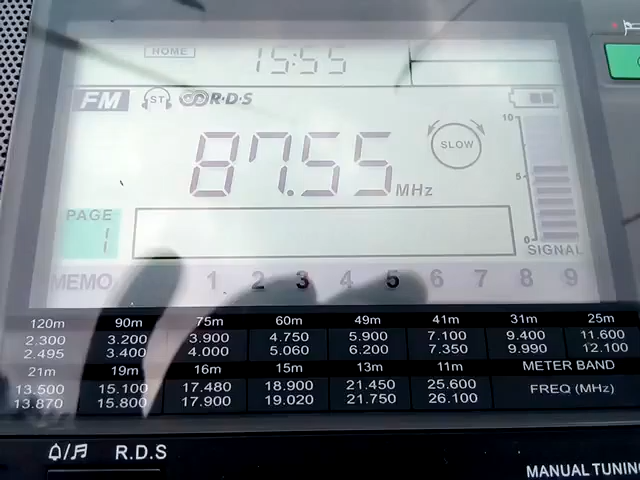 HOME 15:55
FM ST R·D·S
10
87.55 MHz SLOW
5
PAGE
1
0
SIGNAL
MEMO 1 2 3 4 5 6 7 8 9
120m 90m 75m 60m 49m 41m 31m 25m
2.300 3.200 3.900 4.750 5.900 7.100 9.400 11.600
2.495 3.400 4.000 5.060 6.200 7.350 9.990 12.100
21m 19m 16m 15m 13m 11m METER BAND
13.500 15.100 17.480 18.900 21.450 25.600 FREQ (MHz)
13.870 15.800 17.900 19.020 21.750 26.100
/ R.D.S
MANUAL TUNING